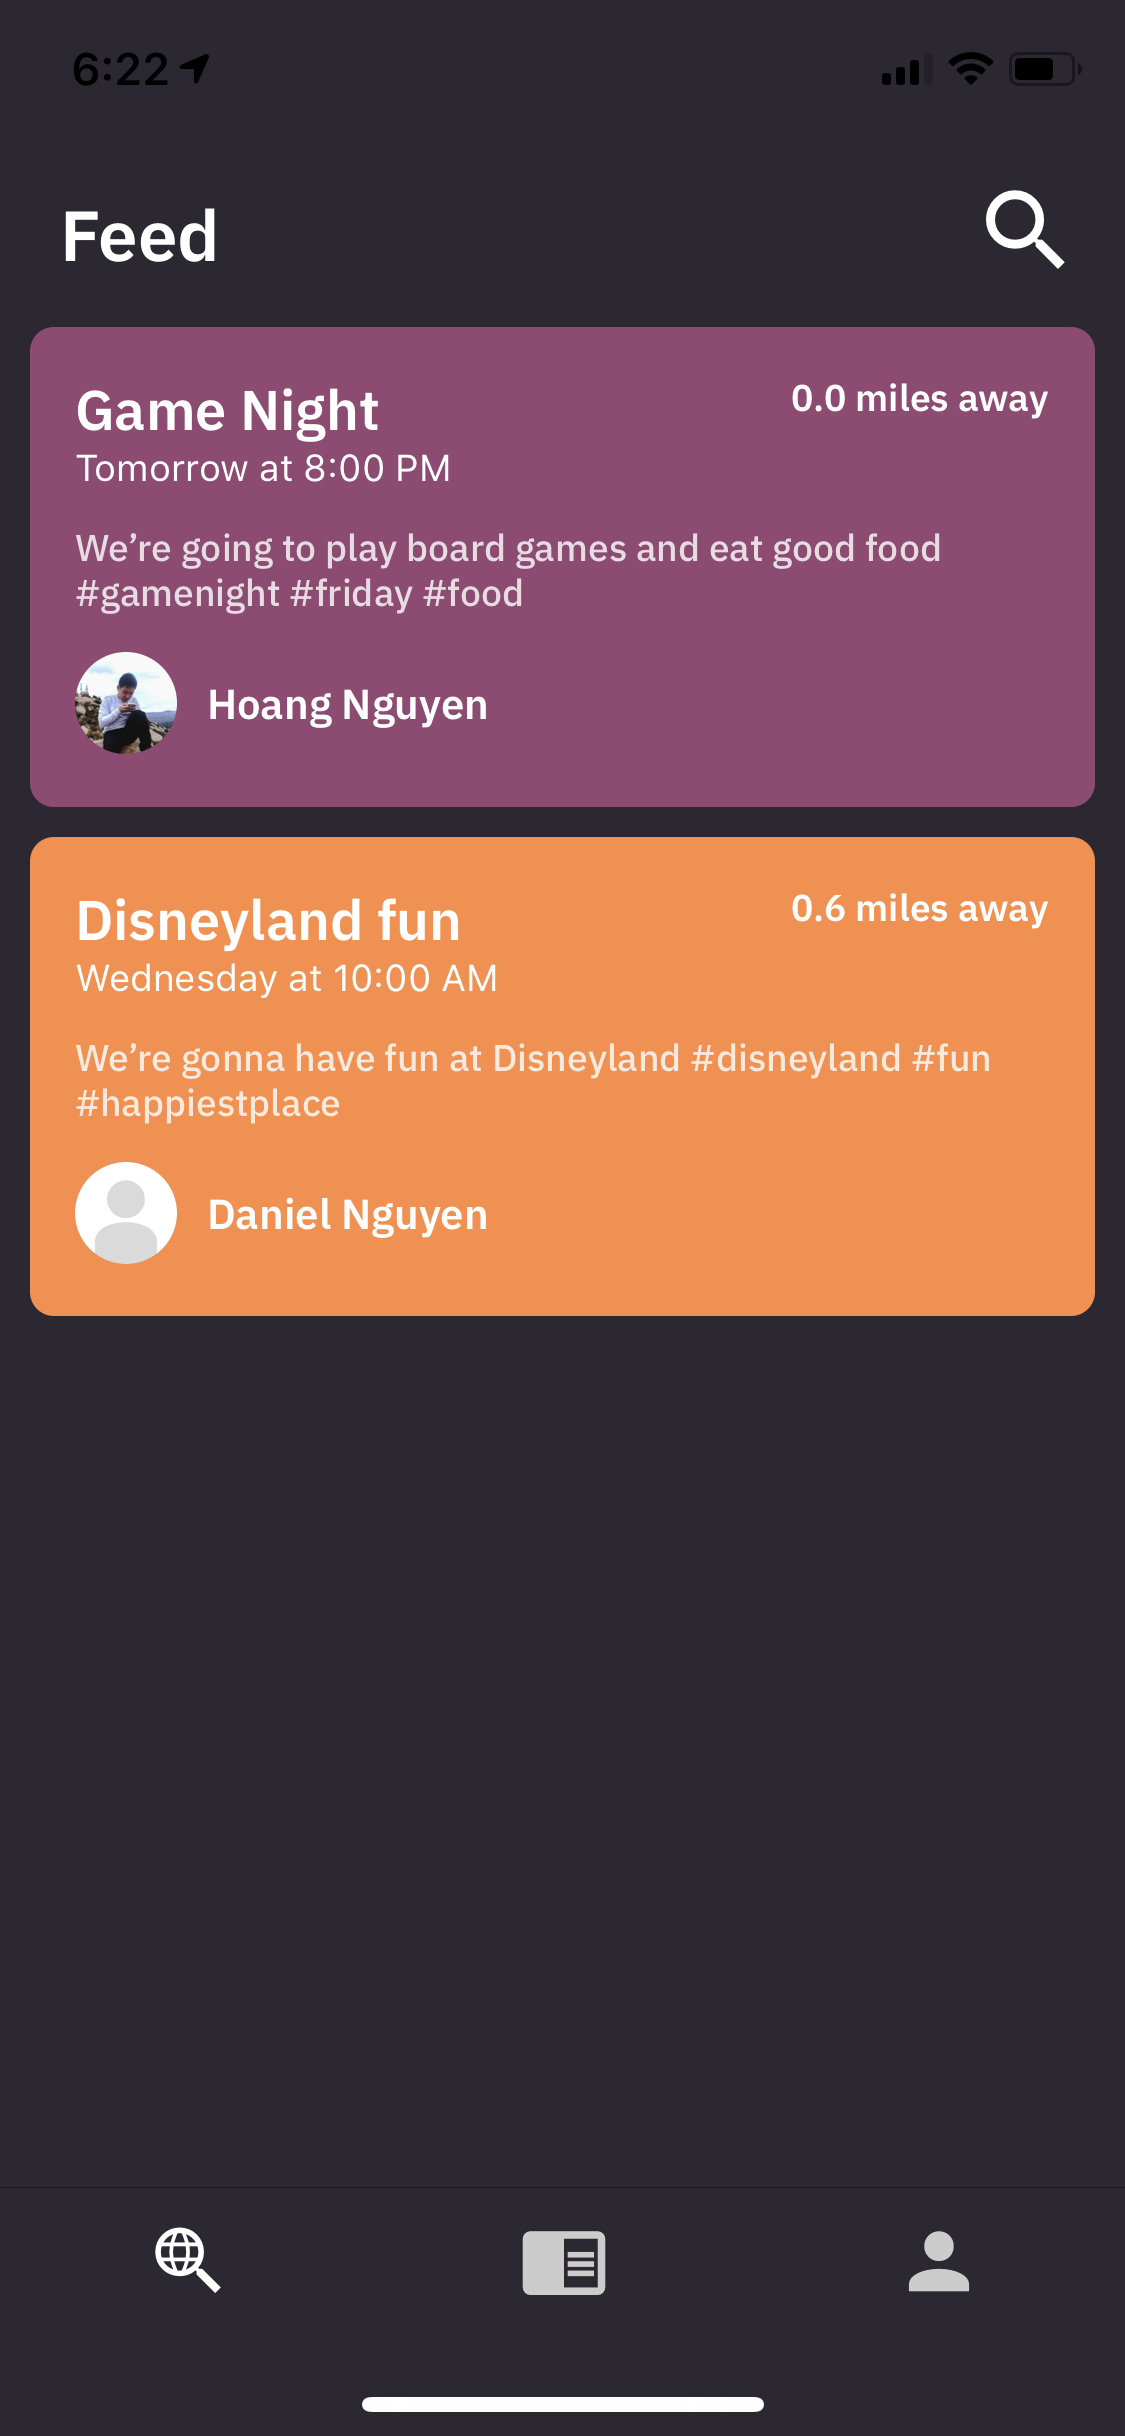 6:22
Feed
Game Night
0.0 miles away
Tomorrow at 8:00 PM
We’re going to play board games and eat good food
#gamenight #friday #food
Hoang Nguyen
Disneyland fun
0.6 miles away
Wednesday at 10:00 AM
We’re gonna have fun at Disneyland #disneyland #fun
#happiestplace
Daniel Nguyen